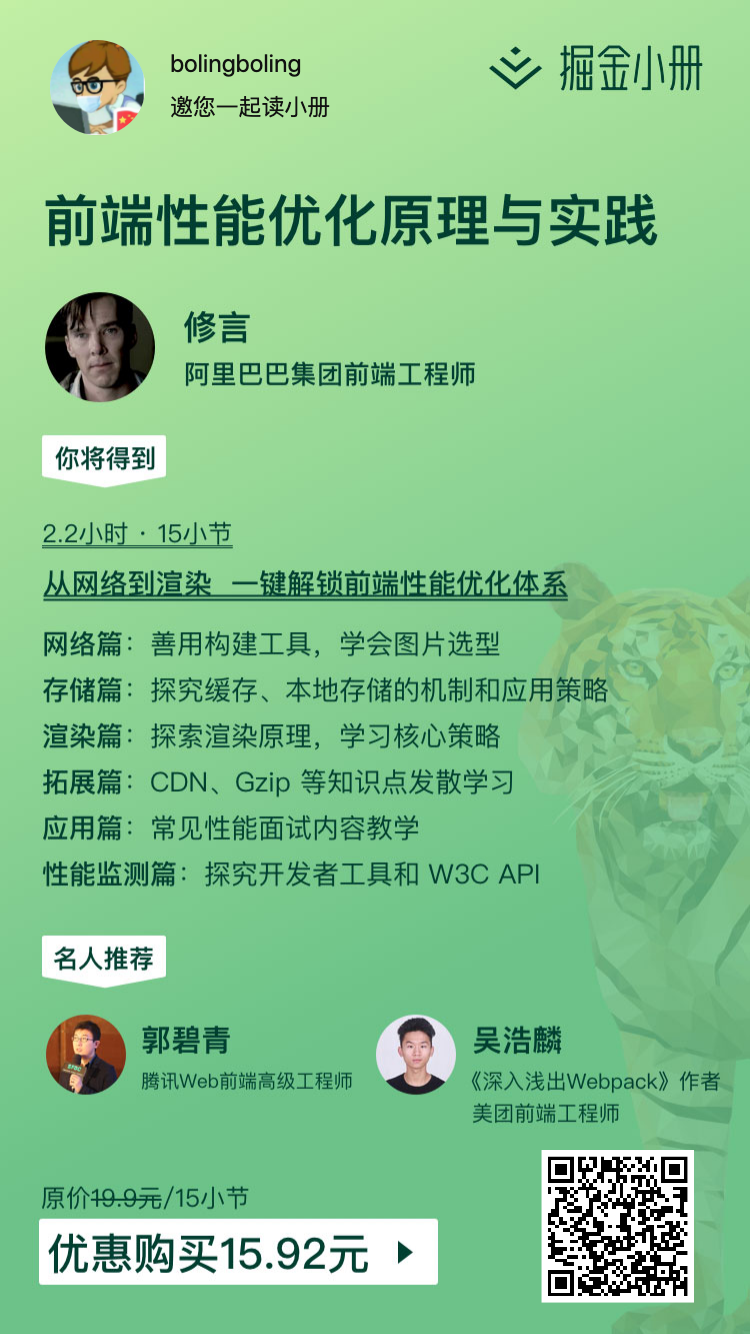 bolingboling
邀您一起读小册
掘金小册
前端性能优化原理与实践
修言
阿里巴巴集团前端工程师
你将得到
2.2小时 · 15小节
从网络到渲染 一键解锁前端性能优化体系
网络篇：善用构建工具，学会图片选型
存储篇：探究缓存、本地存储的机制和应用策略
渲染篇：探索渲染原理，学习核心策略
拓展篇：CDN、Gzip 等知识点发散学习
应用篇：常见性能面试内容教学
性能监测篇：探究开发者工具和 W3C API
名人推荐
郭碧青
腾讯Web前端高级工程师
吴浩麟
《深入浅出Webpack》作者
美团前端工程师
原价19.9元/15小节
优惠购买15.92元